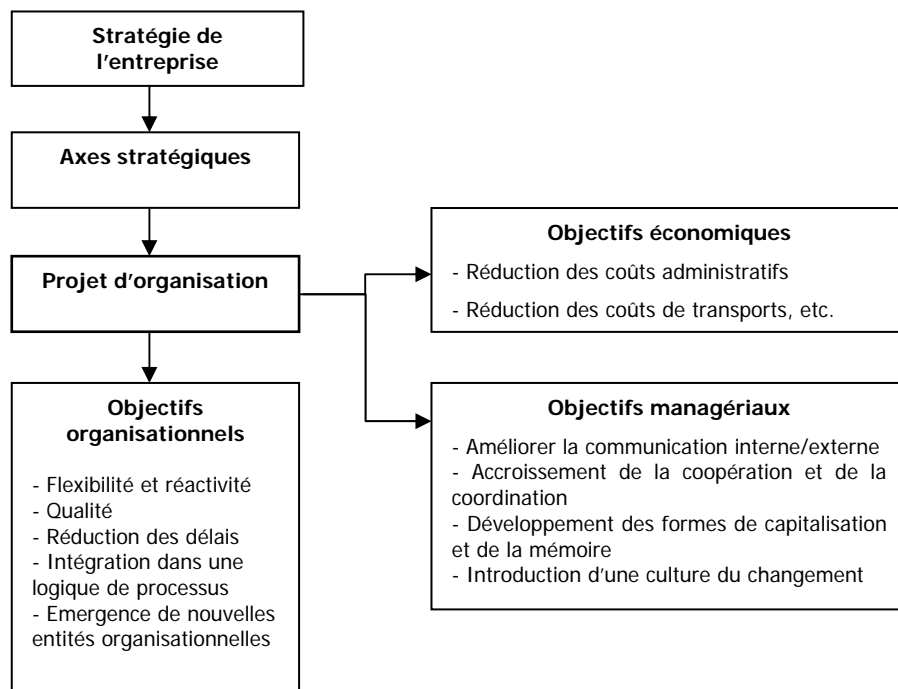 Stratégie de
l'entreprise
Axes stratégiques
Projet d'organisation
Objectifs économiques
- Réduction des coûts administratifs
- Réduction des coûts de transports, etc.
Objectifs
organisationnels
- Flexibilité et réactivité
- Qualité
- Réduction des délais
- Intégration dans une
logique de processus
- Emergence de nouvelles
entités organisationnelles
Objectifs managériaux
- Améliorer la communication interne/externe
- Accroissement de la coopération et de la
coordination
- Développement des formes de capitalisation
et de la mémoire
- Introduction d'une culture du changement